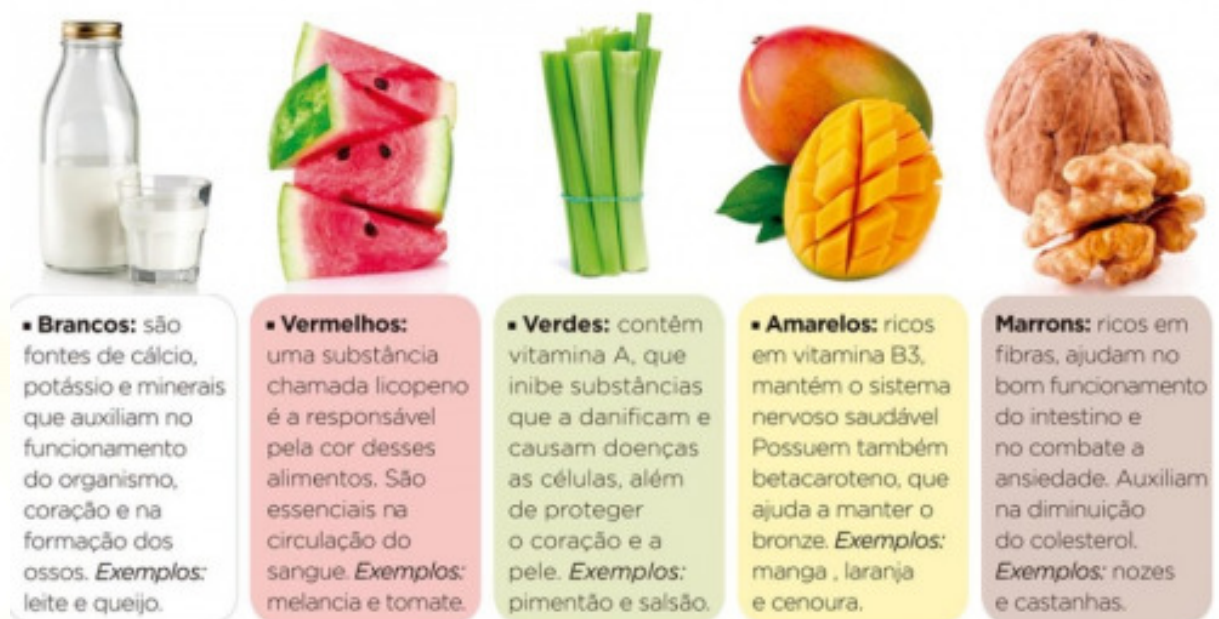 ▪ Brancos: são
fontes de cálcio,
potássio e minerais
que auxiliam no
funcionamento
do organismo,
coração e na
formação dos
ossos. Exemplos:
leite e queijo.
▪ Vermelhos:
uma substância
chamada licopeno
é a responsável
pela cor desses
alimentos. São
essenciais na
circulação do
sangue. Exemplos:
melancia e tomate.
▪ Verdes: contêm
vitamina A, que
inibe substâncias
que a danificam e
causam doenças
as células, além
de proteger
o coração e a
pele. Exemplos:
pimentão e salsão.
▪ Amarelos: ricos
em vitamina B3,
mantém o sistema
nervoso saudável
Possuem também
betacaroteno, que
ajuda a manter o
bronze. Exemplos:
manga , laranja
e cenoura.
Marrons: ricos em
fibras, ajudam no
bom funcionamento
do intestino e
no combate a
ansiedade. Auxiliam
na diminuição
do colesterol.
Exemplos: nozes
e castanhas.